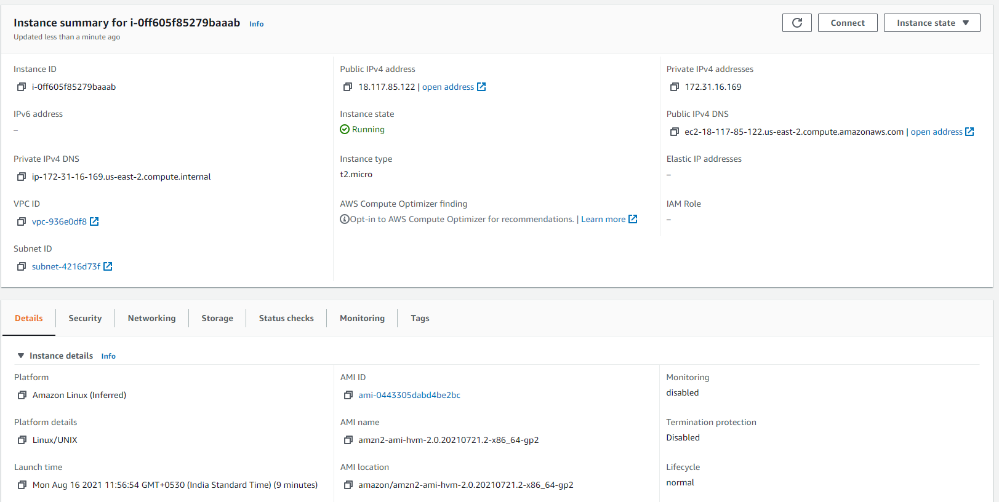 Instance summary for i-0ff605f85279baaab Info
Updated less than a minute ago
Connect
Instance state
Instance ID
i-0ff605f85279baaab
Public IPv4 address
18.117.85.122 | open address
Private IPv4 addresses
172.31.16.169
IPv6 address
–
Instance state
Running
Public IPv4 DNS
ec2-18-117-85-122.us-east-2.compute.amazonaws.com | open address
Private IPv4 DNS
ip-172-31-16-169.us-east-2.compute.internal
Instance type
t2.micro
Elastic IP addresses
–
VPC ID
vpc-936e0df8
AWS Compute Optimizer finding
Opt-in to AWS Compute Optimizer for recommendations. | Learn more
IAM Role
–
Subnet ID
subnet-4216d73f
Details Security Networking Storage Status checks Monitoring Tags
Instance details Info
Platform
Amazon Linux (Inferred)
AMI ID
ami-0443305dabd4be2bc
Monitoring
disabled
Platform details
Linux/UNIX
AMI name
amzn2-ami-hvm-2.0.20210721.2-x86_64-gp2
Termination protection
Disabled
Launch time
Mon Aug 16 2021 11:56:54 GMT+0530 (India Standard Time) (9 minutes)
AMI location
amazon/amzn2-ami-hvm-2.0.20210721.2-x86_64-gp2
Lifecycle
normal